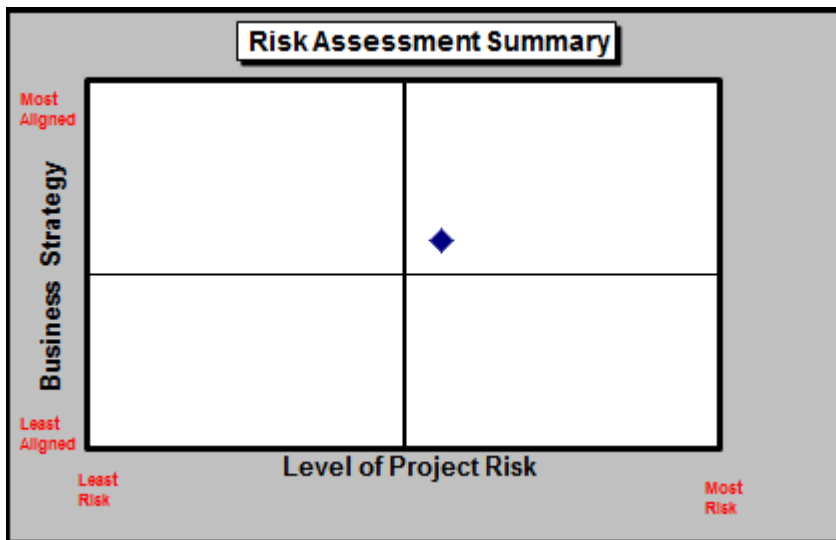 Risk Assessment Summary
Most
Aligned
Business Strategy
Least
Aligned
Level of Project Risk
Least
Risk
Most
Risk